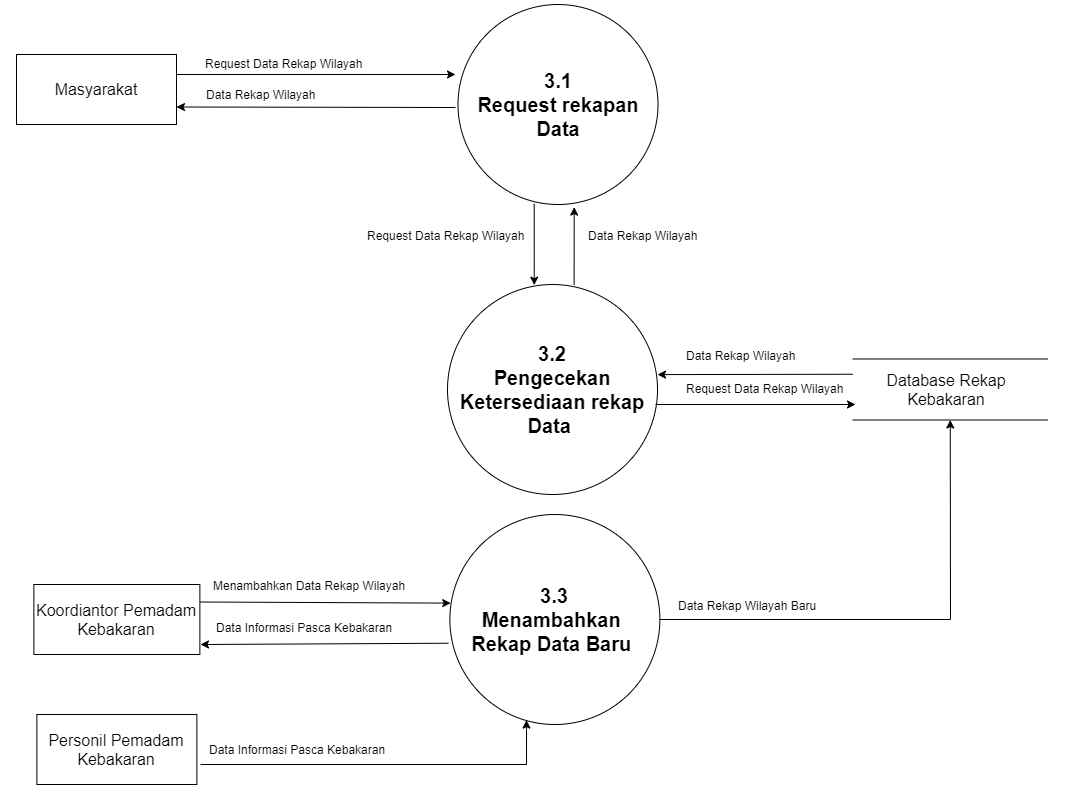 Masyarakat
Request Data Rekap Wilayah
Data Rekap Wilayah
3.1
Request rekapan
Data
Request Data Rekap Wilayah
Data Rekap Wilayah
3.2
Pengecekan
Ketersediaan rekap
Data
Data Rekap Wilayah
Request Data Rekap Wilayah
Database Rekap
Kebakaran
Koordiantor Pemadam
Kebakaran
Menambahkan Data Rekap Wilayah
Data Informasi Pasca Kebakaran
3.3
Menambahkan
Rekap Data Baru
Data Rekap Wilayah Baru
Personil Pemadam
Kebakaran
Data Informasi Pasca Kebakaran